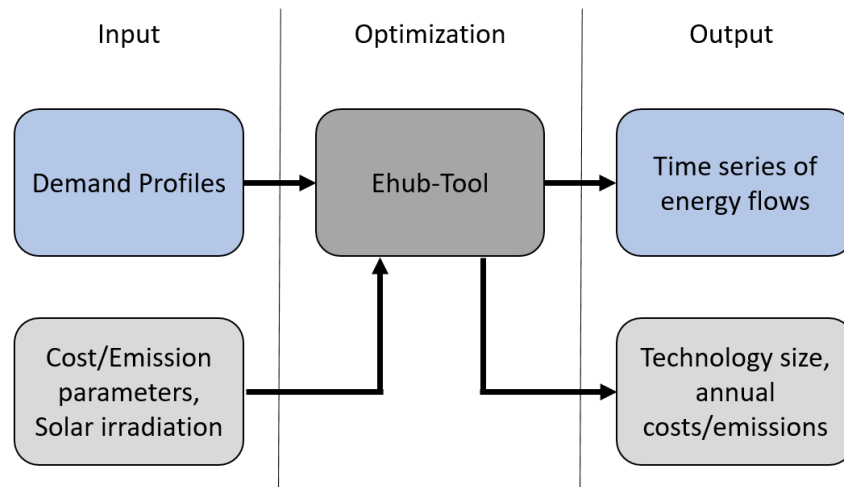 Input
Optimization
Output
Demand Profiles
Ehub-Tool
Time series of
energy flows
Cost/Emission
parameters,
Solar irradiation
Technology size,
annual
costs/emissions